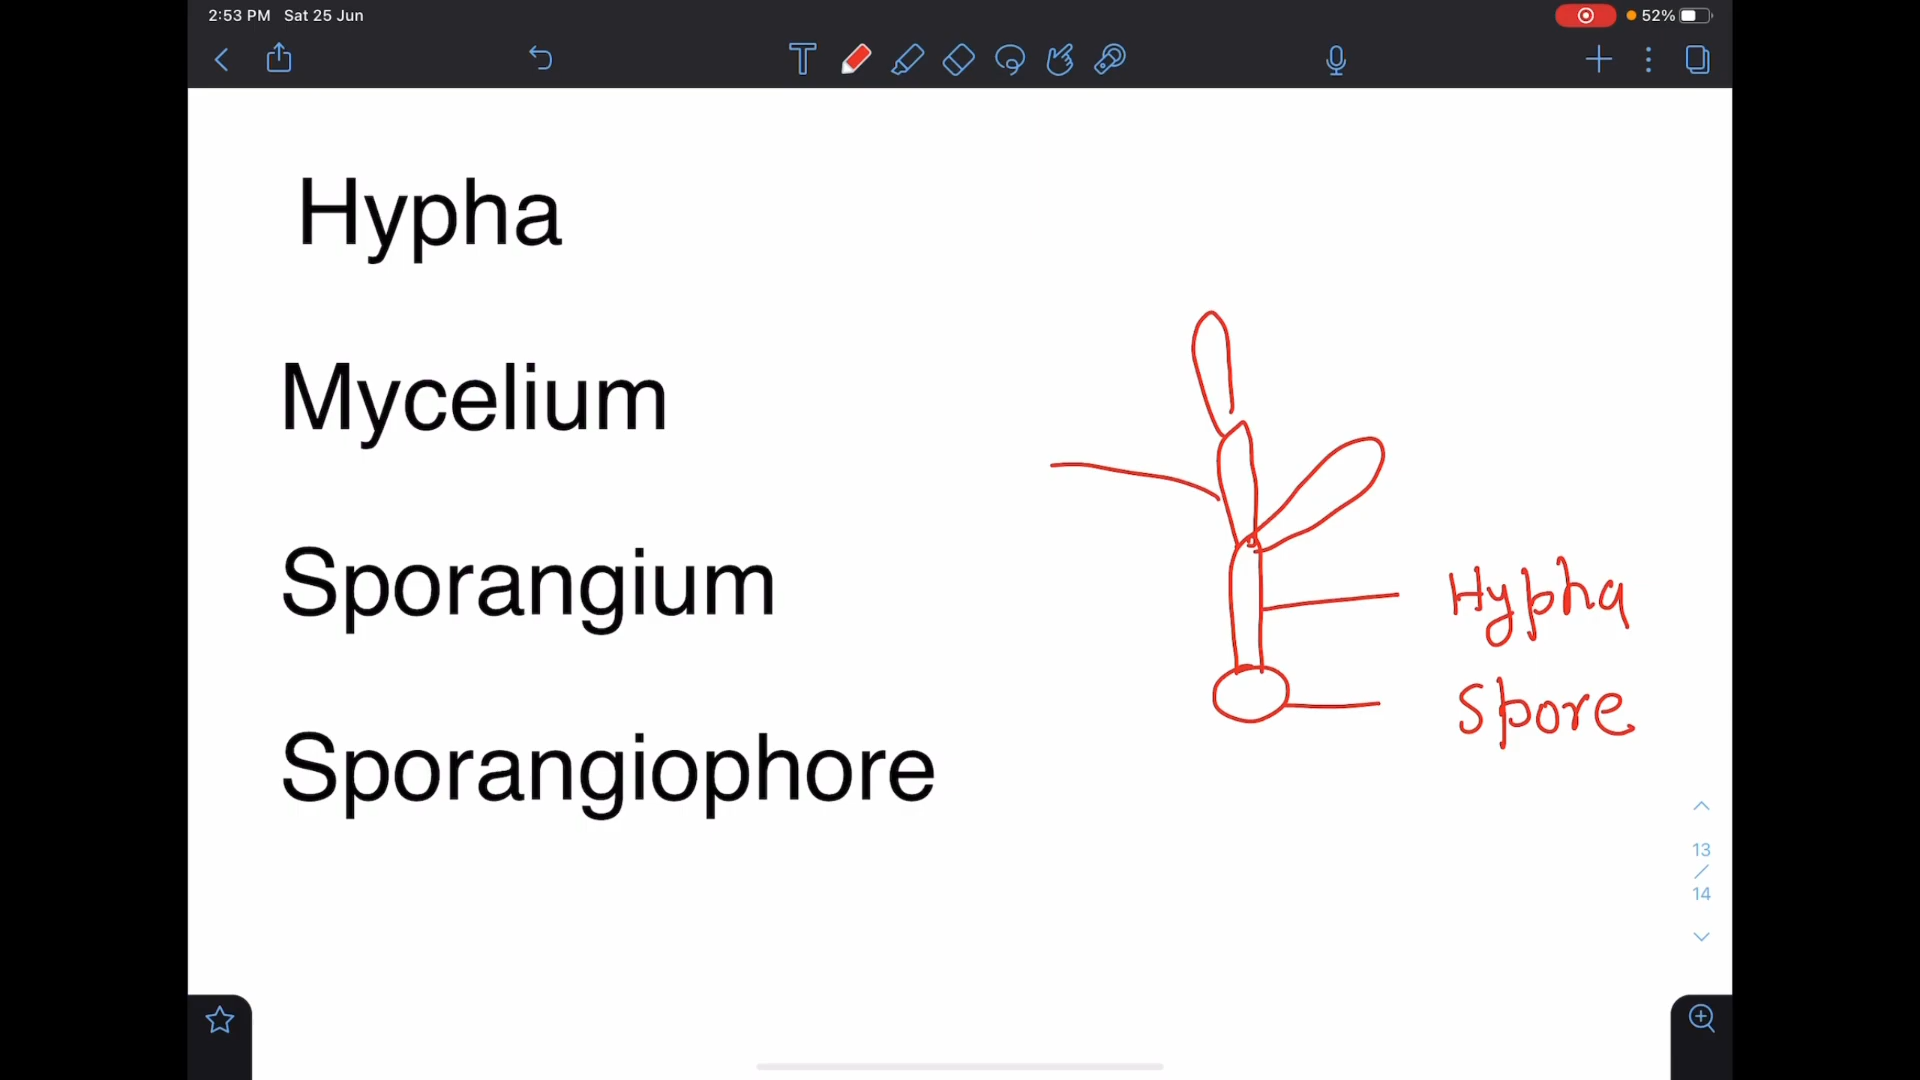 2:53 PM Sat 25 Jun
52%
T
Hypha
Mycelium
Sporangium
Sporangiophore
Hypha
Spore
13
/
14